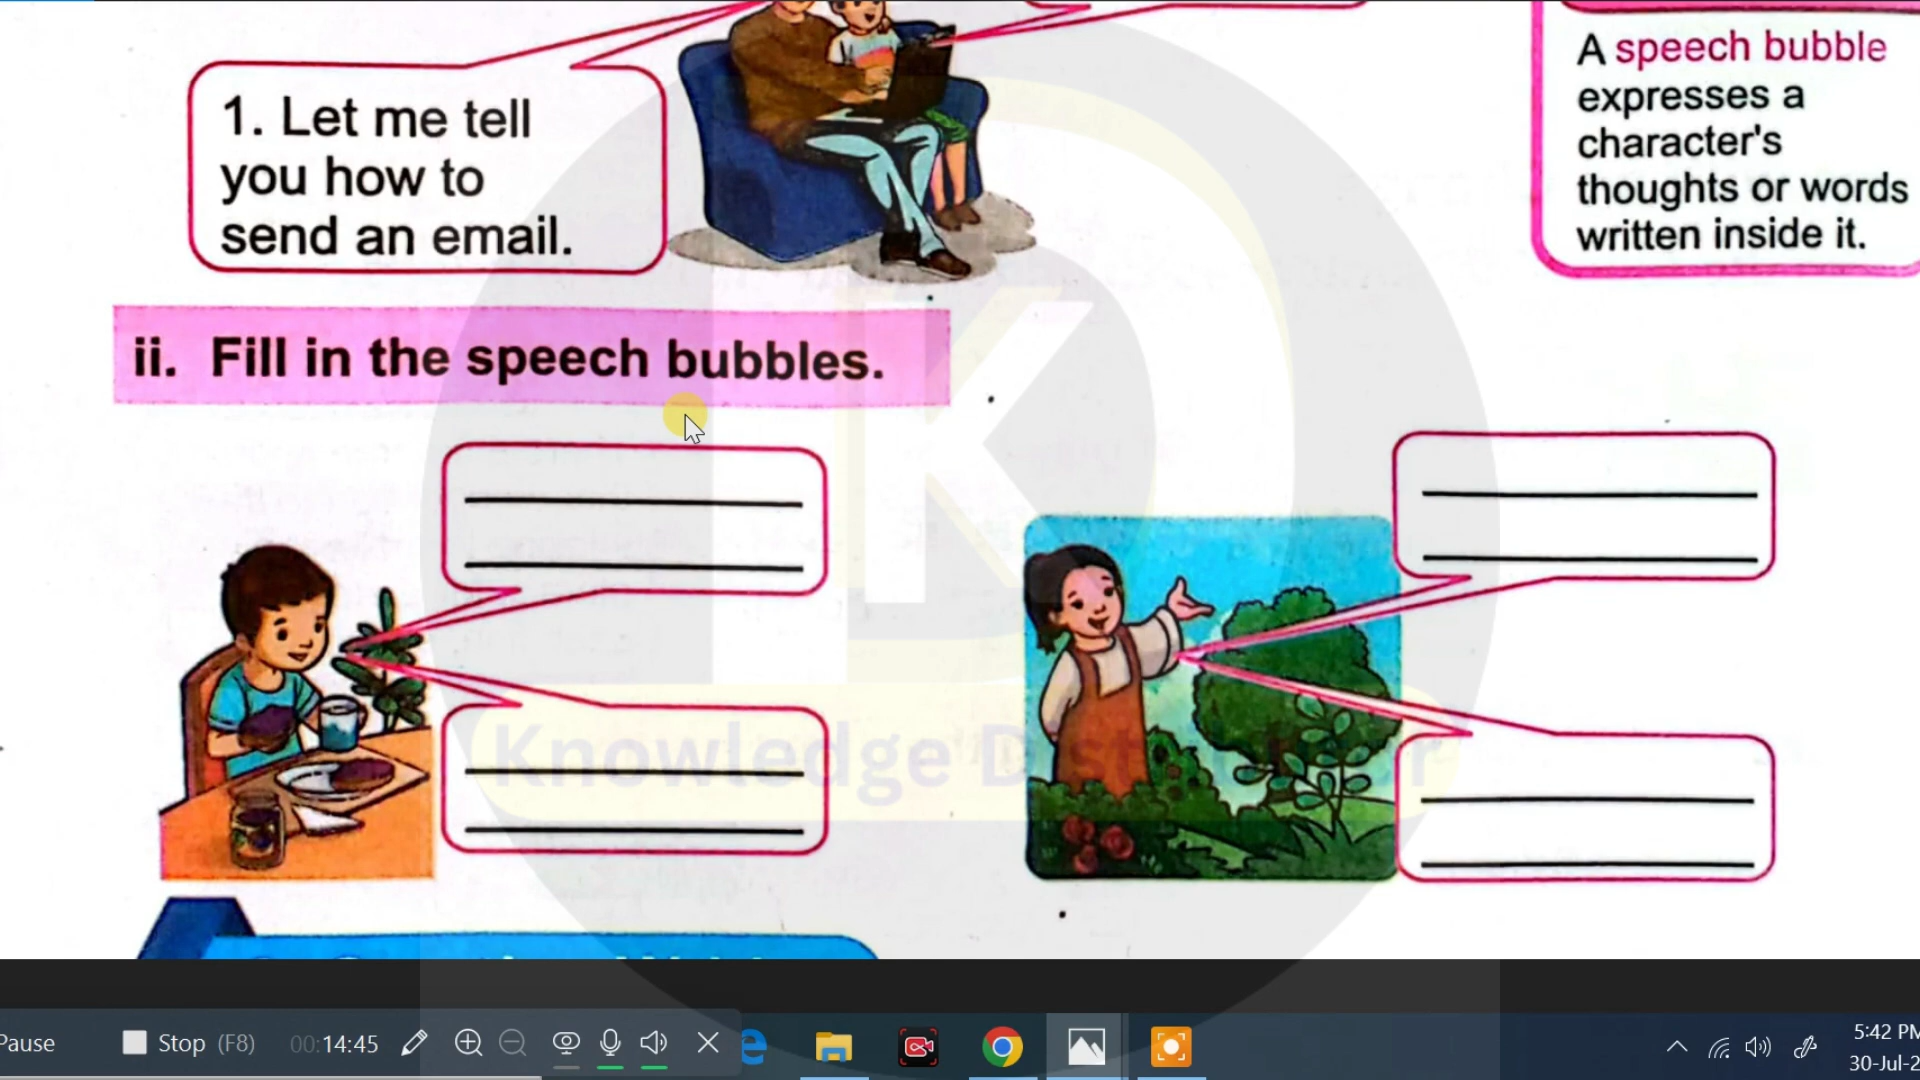 1. Let me tell
you how to
send an email.
A speech bubble
expresses a
character's
thoughts or words
written inside it.
ii. Fill in the speech bubbles.
Knowledge
Pause
Stop (F8)
00:14:45
5:42 PM
30-Jul-2